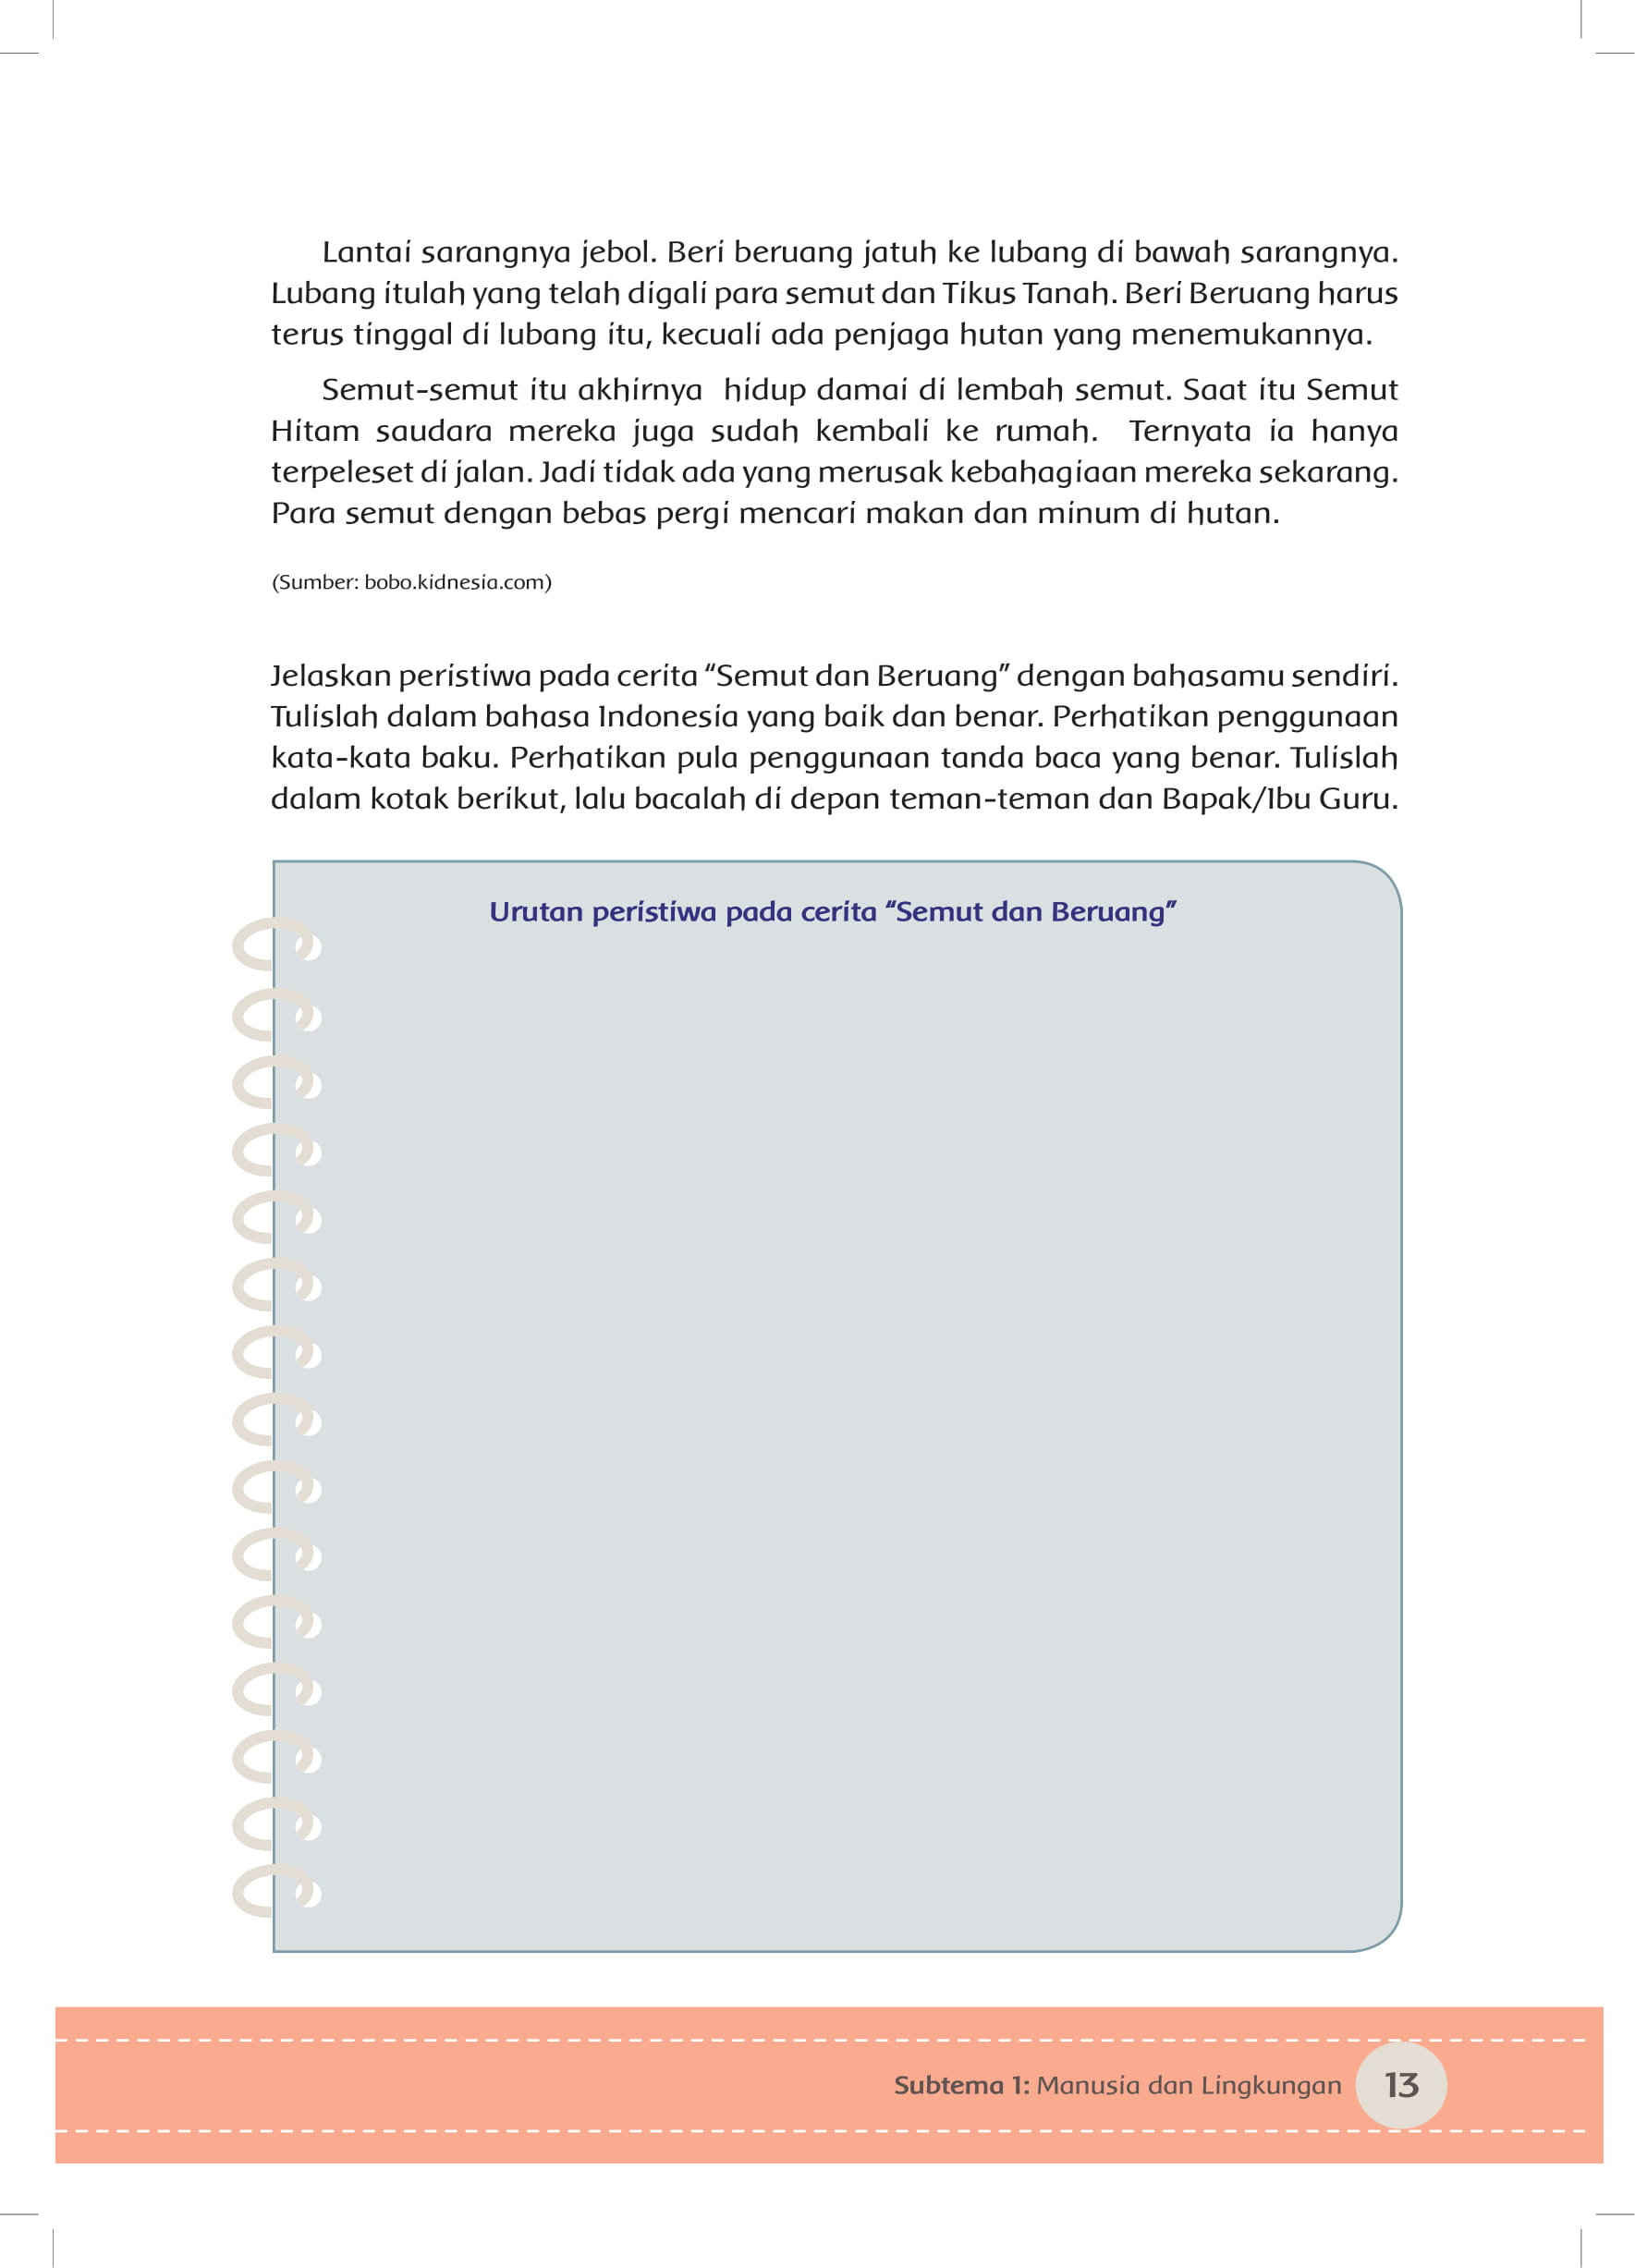 Lantai sarangnya jebol. Beri beruang jatuh ke lubang di bawah sarangnya.
Lubang itulah yang telah digali para semut dan Tikus Tanah. Beri Beruang harus
terus tinggal di lubang itu, kecuali ada penjaga hutan yang menemukannya.
Semut-semut itu akhirnya  hidup damai di lembah semut. Saat itu Semut
Hitam saudara mereka juga sudah kembali ke rumah.  Ternyata ia hanya
terpeleset di jalan. Jadi tidak ada yang merusak kebahagiaan mereka sekarang.
Para semut dengan bebas pergi mencari makan dan minum di hutan.
(Sumber: bobo.kidnesia.com)
Jelaskan peristiwa pada cerita “Semut dan Beruang” dengan bahasamu sendiri.
Tulislah dalam bahasa Indonesia yang baik dan benar. Perhatikan penggunaan
kata-kata baku. Perhatikan pula penggunaan tanda baca yang benar. Tulislah
dalam kotak berikut, lalu bacalah di depan teman-teman dan Bapak/Ibu Guru.
Urutan peristiwa pada cerita “Semut dan Beruang”
Subtema 1: Manusia dan Lingkungan 13